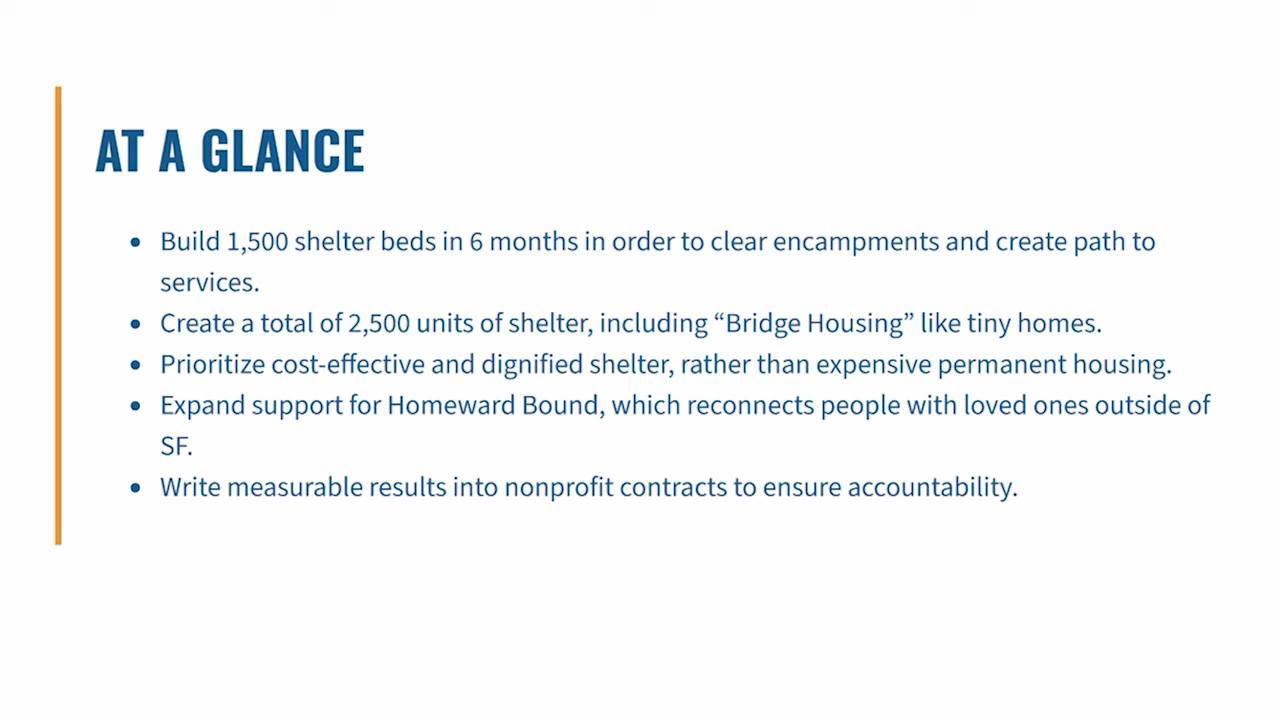 AT A GLANCE
• Build 1,500 shelter beds in 6 months in order to clear encampments and create path to
services.
• Create a total of 2,500 units of shelter, including “Bridge Housing” like tiny homes.
• Prioritize cost-effective and dignified shelter, rather than expensive permanent housing.
• Expand support for Homeward Bound, which reconnects people with loved ones outside of
SF.
• Write measurable results into nonprofit contracts to ensure accountability.